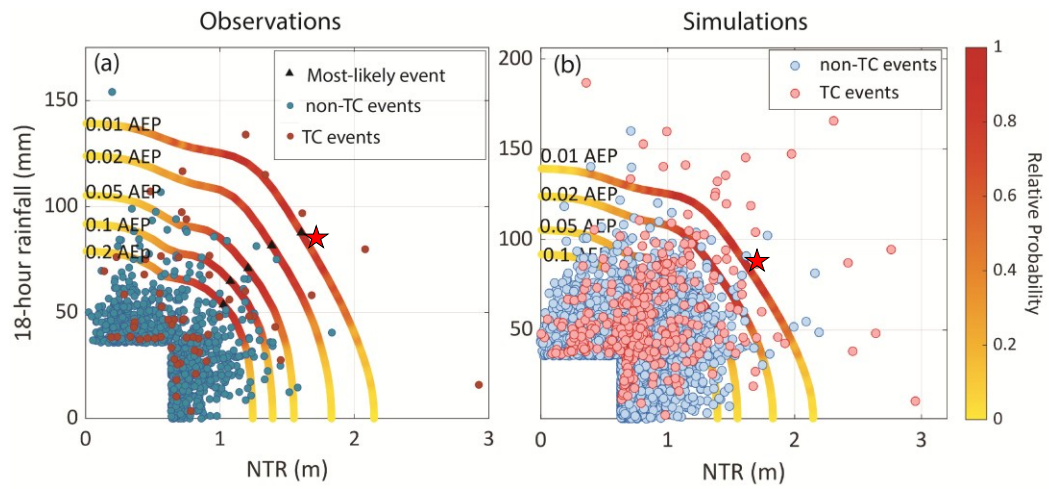 Observations
Simulations
(a)
Most-likely event
non-TC events
TC events
150
100
50
0
0.01 AEP
0.02 AEP
0.05 AEP
0.1 AEP
0.2 AEP
18-hour rainfall (mm)
0
1
2
3
NTR (m)
(b)
non-TC events
TC events
200
150
100
50
0
0.01 AEP
0.02 AEP
0.05 AEP
0.1
0
1
2
3
NTR (m)
1
0.8
0.6
0.4
0.2
0
Relative Probability